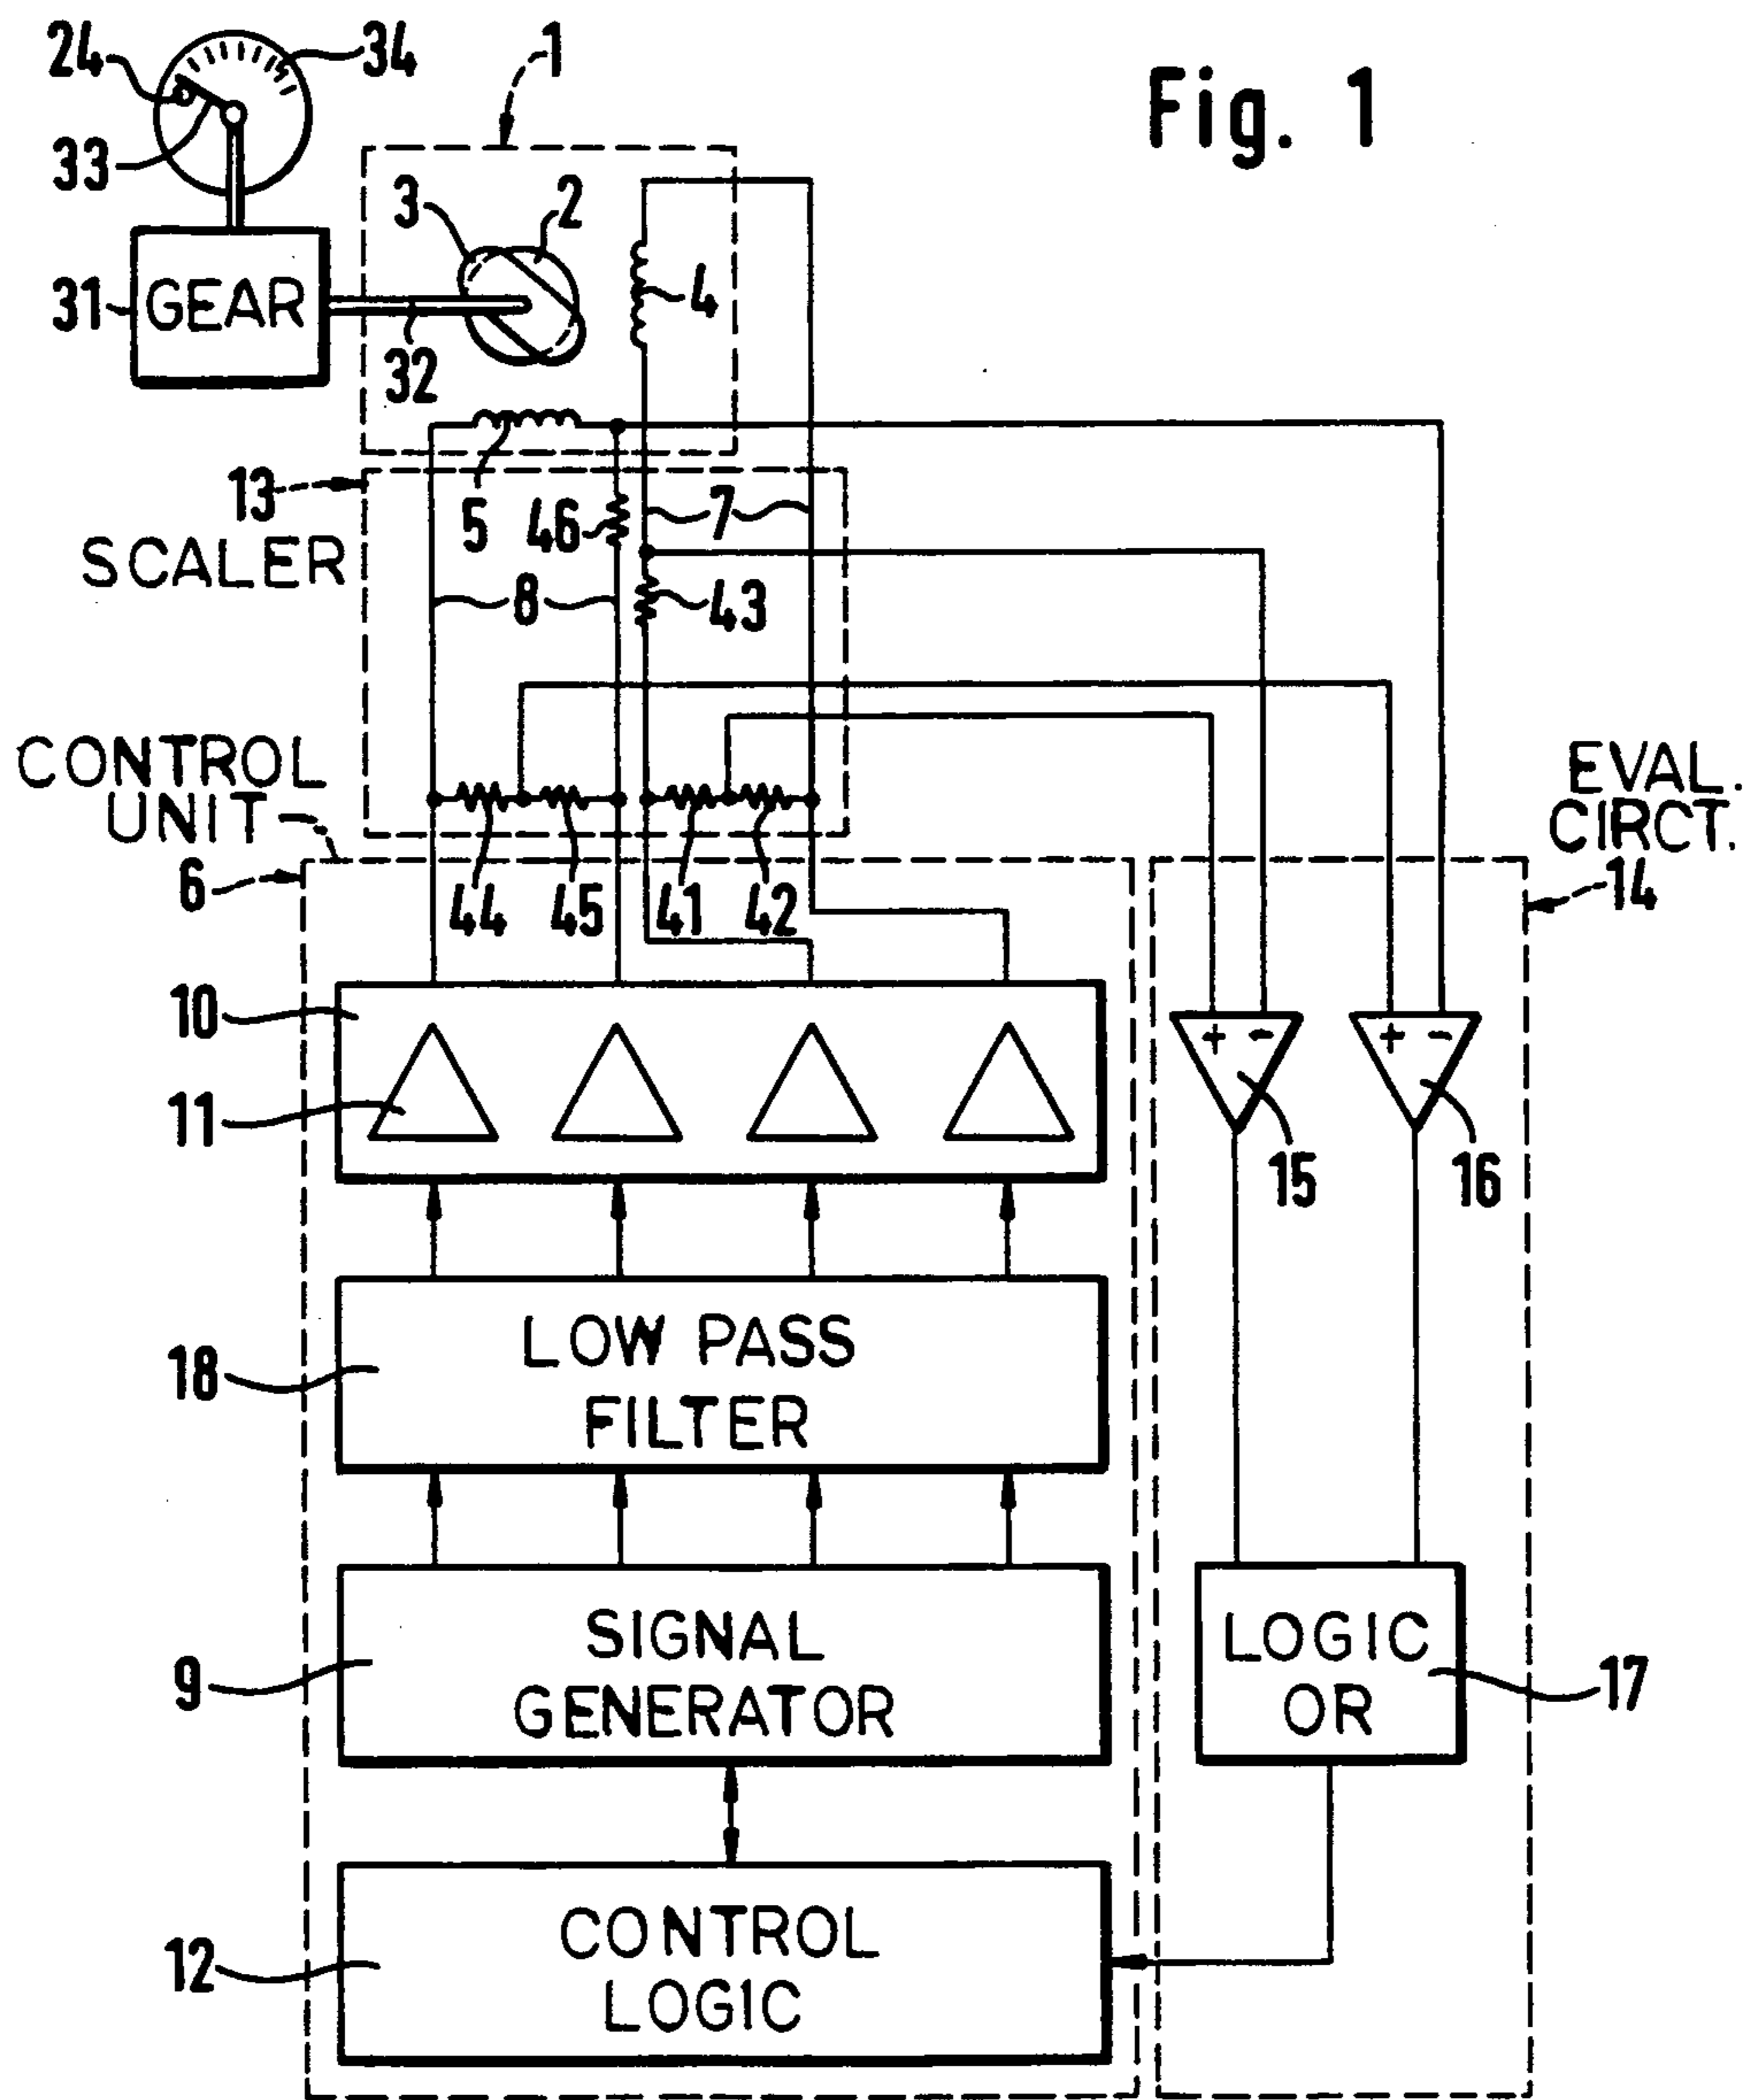 24
34
1
Fig. 1
33
3
2
31
GEAR
4
32
13
SCALER
5
46
7
8
43
CONTROL
UNIT
6
EVAL.
CIRCT.
14
44
45
41
42
10
11
+ -
+ -
15
16
18
LOW PASS
FILTER
9
SIGNAL
GENERATOR
LOGIC
OR
17
12
CONTROL
LOGIC